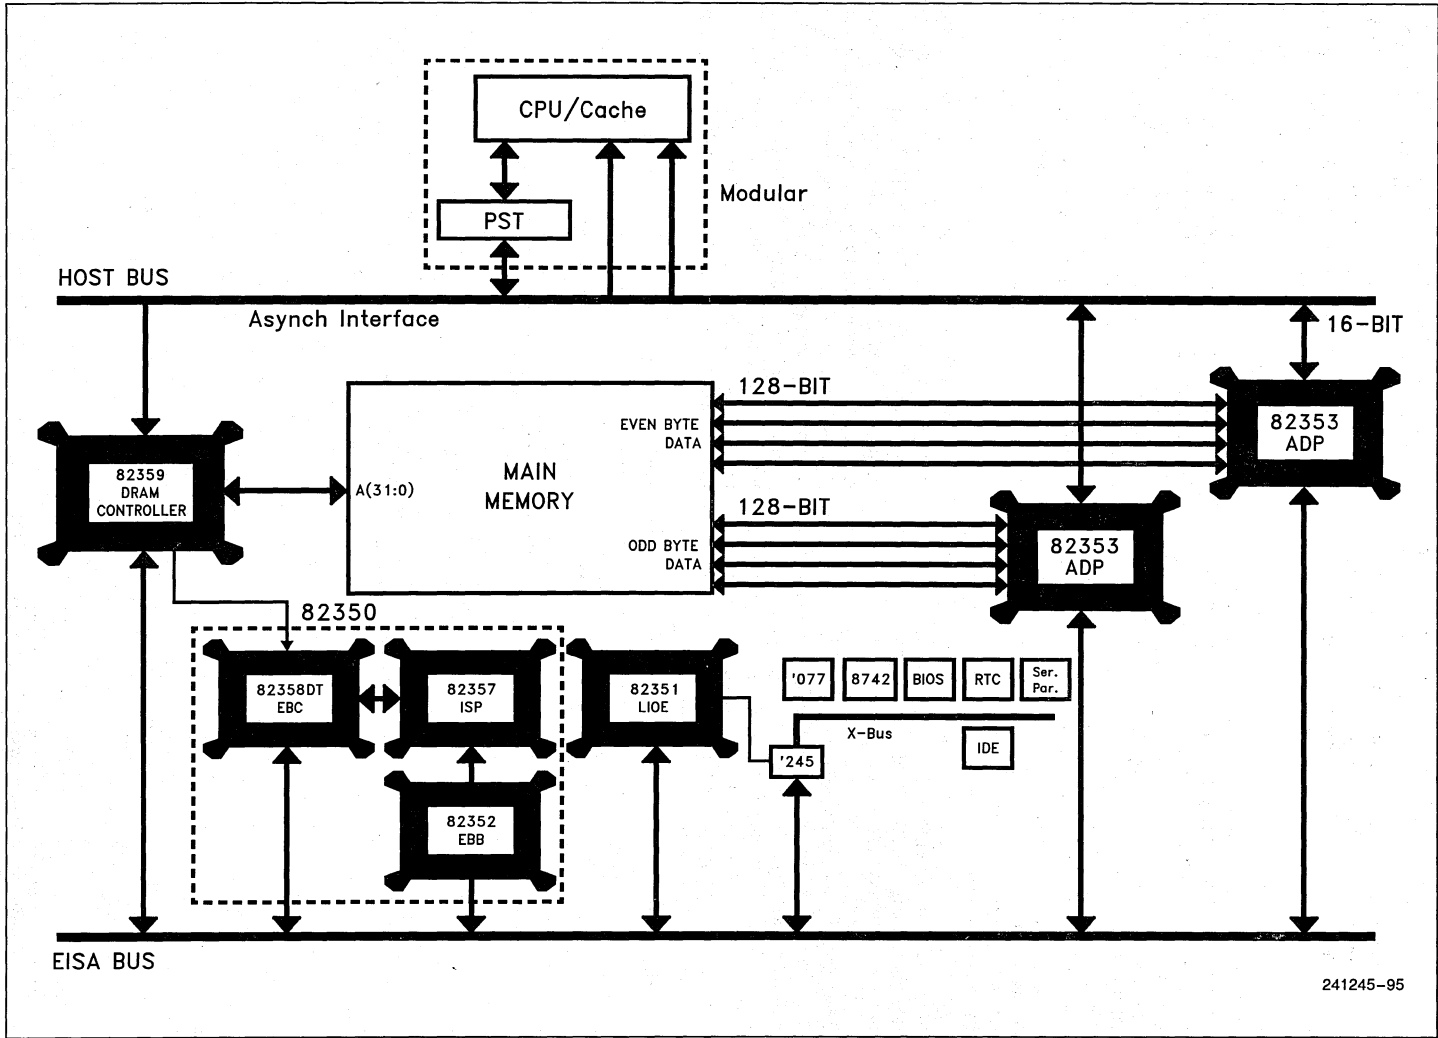 CPU/Cache
PST
Modular
HOST BUS
Asynch Interface
16-BIT
128-BIT
EVEN BYTE
DATA
82353
ADP
82359
DRAM
CONTROLLER
A(31:0)
MAIN
MEMORY
128-BIT
ODD BYTE
DATA
82353
ADP
82350
82358DT
EBC
82357
ISP
82351
LIOE
'077
8742
BIOS
RTC
Ser.
Par.
X-Bus
IDE
'245
82352
EBB
EISA BUS
241245-95